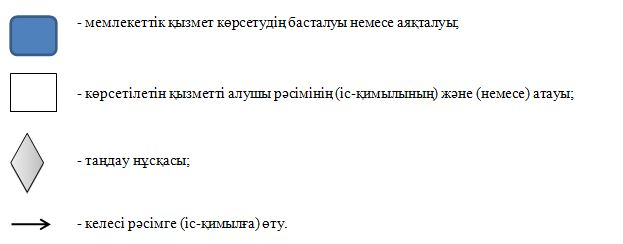 - мемлекеттік қызмет көрсетудің басталуы немесе аяқталуы;
- көрсетілетін қызметті алушы рәсімінің (іс-қимылының) және (немесе) атауы;
- таңдау нұсқасы;
- келесі рәсімге (іс-қимылға) өту.